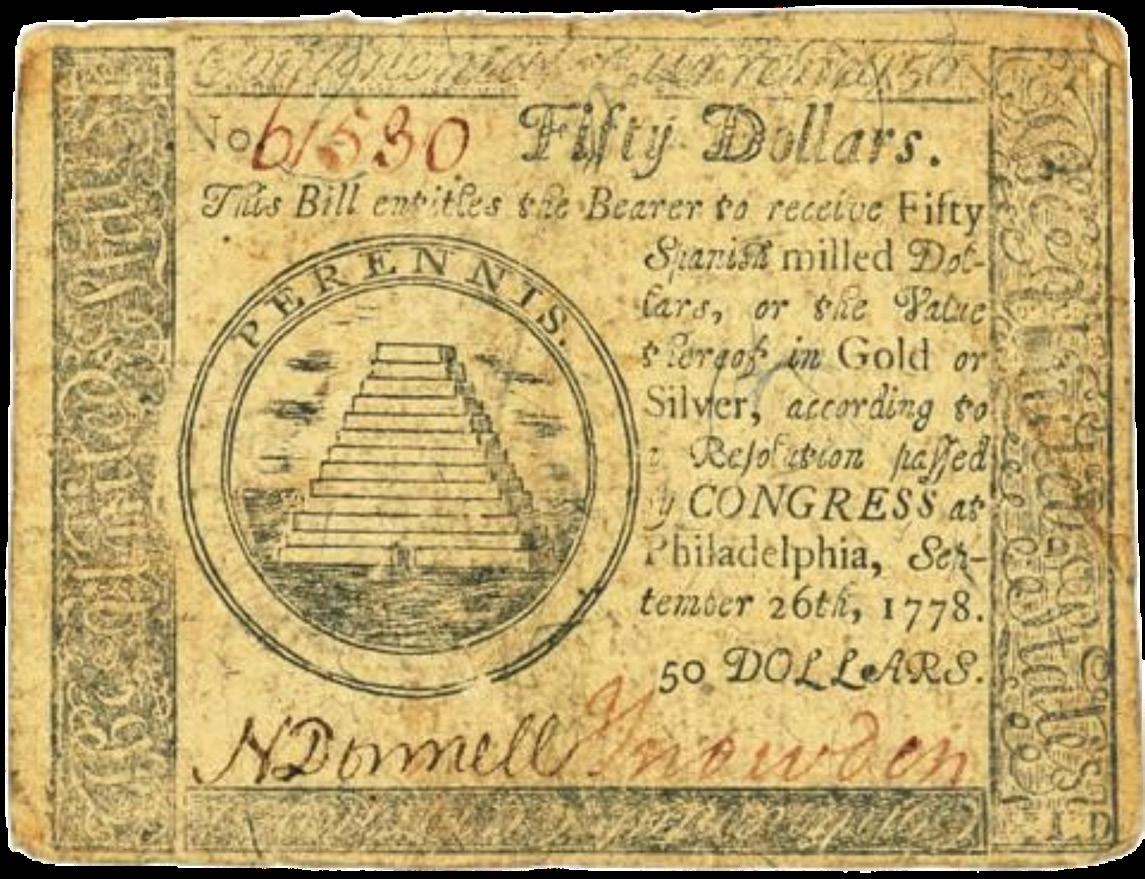 No 61530 Fifty Dollars.
This Bill entitles the Bearer to receive Fifty
Spanish milled Dol-
lars, or the Value
thereof in Gold or
Silver, according to
a Resolution passed
by CONGRESS at
Philadelphia, Sep-
tember 26th, 1778.
50 DOLLARS.
PERENNIS.
N Donnell
Snowden